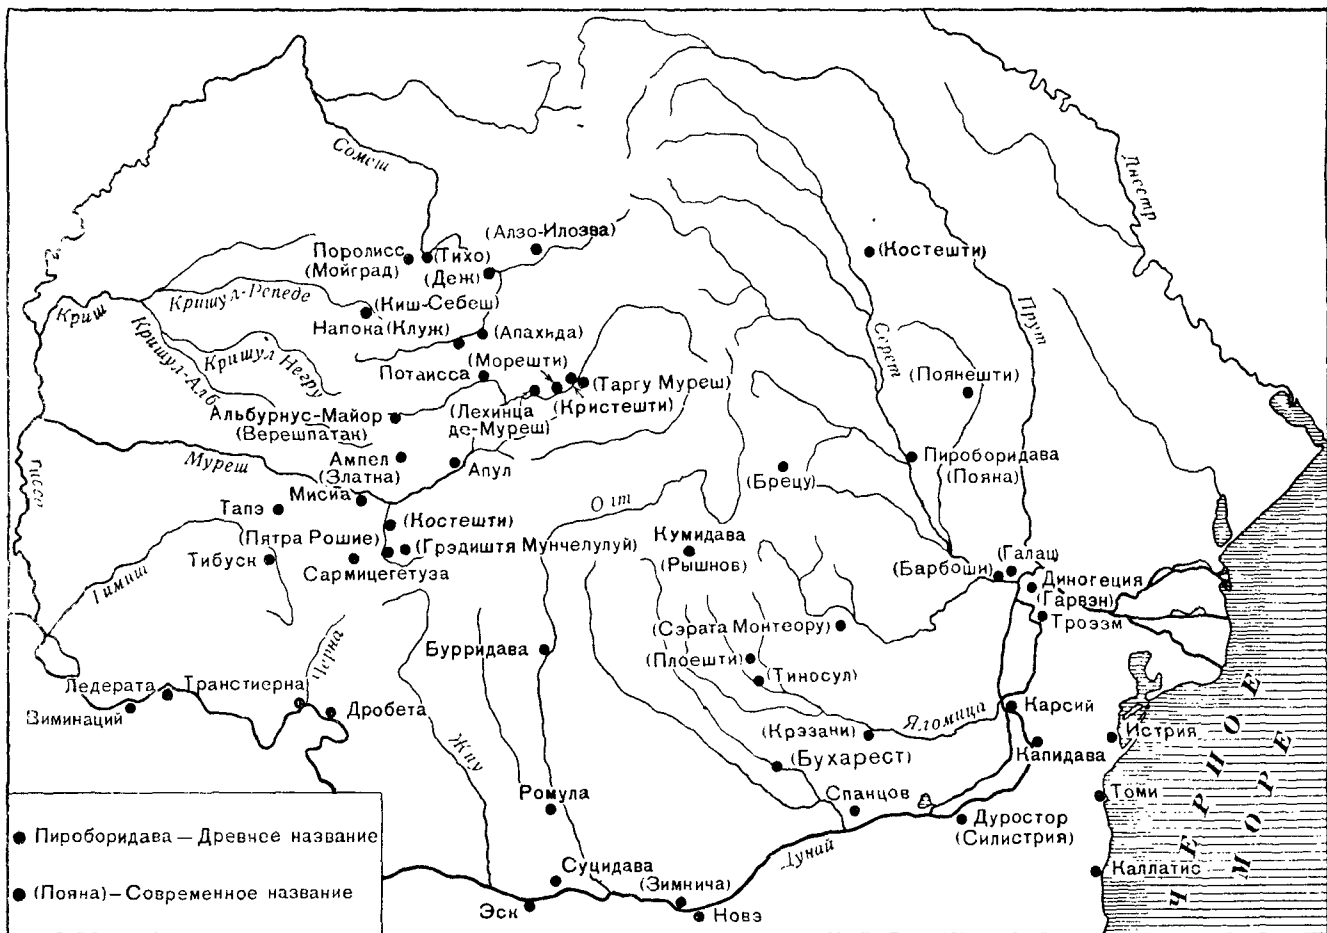 Сомеш
Днестр
(Алзо-Илозва)
Поролисс
(Мойград)
(Тихо)
(Деж)
(Костешти)
Криш
Кришул-Репеде
(Киш-Себеш)
Напока (Клуж)
(Апахида)
Кришул Негру
Кришул-Алб
(Морешти)
Потаисса
(Таргу Муреш)
(Кристешти)
(Лехинца
де-Муреш)
Серет
Прут
(Поянешти)
Альбурнус-Майор
(Верешпатак)
Муреш
Ампел
(Златна)
Апул
Пироборидава
(Пояна)
(Брецу)
Мисиа
Тапэ
Олт
(Костешти)
(Пятра Рошие)
(Грэдиштя Мунчелулуй)
Тибуск
Сармицегетуза
Кумидава
(Рышнов)
(Галац)
(Барбоши)
Диногеция
(Гарвэн)
Троэзм
Тимиш
(Сэрата Монтеору)
Бурридава
(Плоешти)
(Тиносул)
Черна
Ледерата
Транстиерна
Виминаций
Дробета
Жиу
Яломица
Карсий
(Крэзани)
Капидава
Истрия
(Бухарест)
Ромула
Спанцов
Томи
Дуростор
(Силистрия)
Дунай
Суцидава
(Зимнича)
Каллатис
Эск
Новэ
ЧЕРНОЕ
МОРЕ
Пироборидава — Древнее название
(Пояна) — Современное название